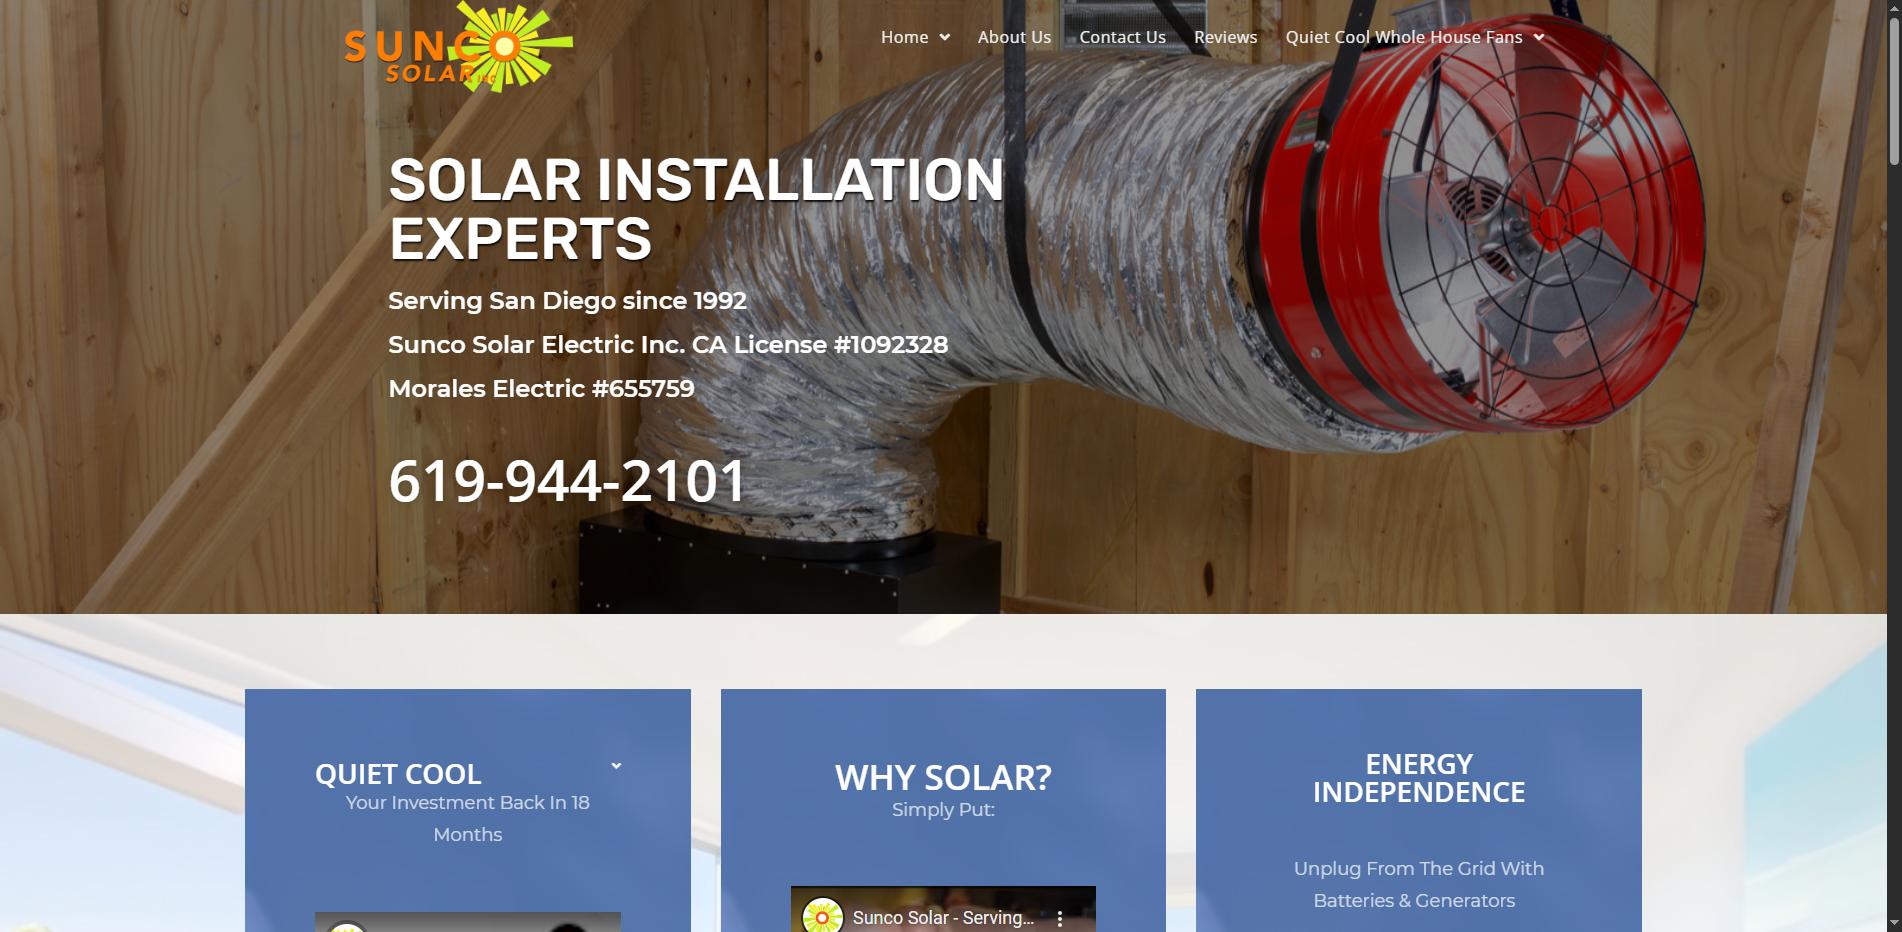 SUNCO
SOLAR INC
Home
About Us
Contact Us
Reviews
Quiet Cool Whole House Fans
SOLAR INSTALLATION
EXPERTS
Serving San Diego since 1992
Sunco Solar Electric Inc. CA License #1092328
Morales Electric #655759
619-944-2101
QUIET COOL
Your Investment Back In 18
Months
WHY SOLAR?
Simply Put:
Sunco Solar - Serving...
ENERGY
INDEPENDENCE
Unplug From The Grid With
Batteries & Generators